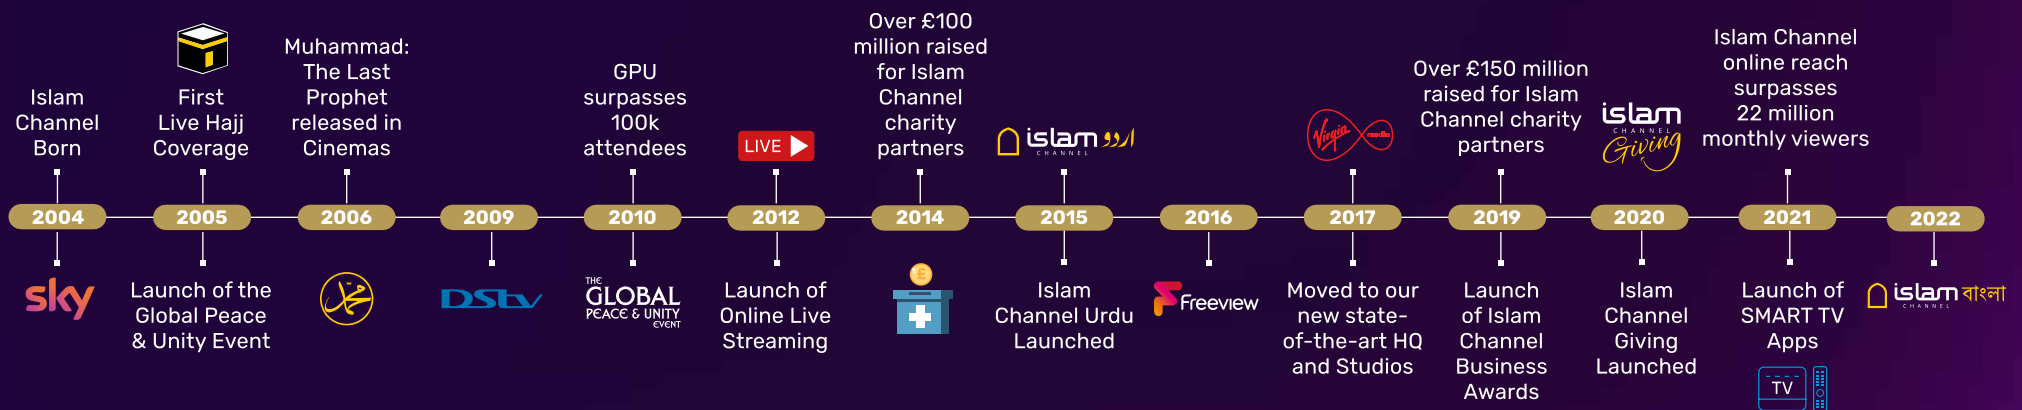 Islam
Channel
Born
2004
sky
First
Live Hajj
Coverage
2005
Launch of the
Global Peace
& Unity Event
Muhammad:
The Last
Prophet
released in
Cinemas
2006
محمد
2009
DStv
GPU
surpasses
100k
attendees
2010
THE
GLOBAL
PEACE & UNITY
EVENT
LIVE
2012
Launch of
Online Live
Streaming
Over £100
million raised
for Islam
Channel
charity
partners
2014
£
islam اردو
CHANNEL
2015
Islam
Channel Urdu
Launched
2016
Freeview
Virgin media
2017
Moved to our
new state-
of-the-art HQ
and Studios
Over £150 million
raised for Islam
Channel charity
partners
2019
Launch
of Islam
Channel
Business
Awards
islam
CHANNEL
Giving
2020
Islam
Channel
Giving
Launched
Islam Channel
online reach
surpasses
22 million
monthly viewers
2021
Launch of
SMART TV
Apps
TV
2022
islam বাংলা
CHANNEL